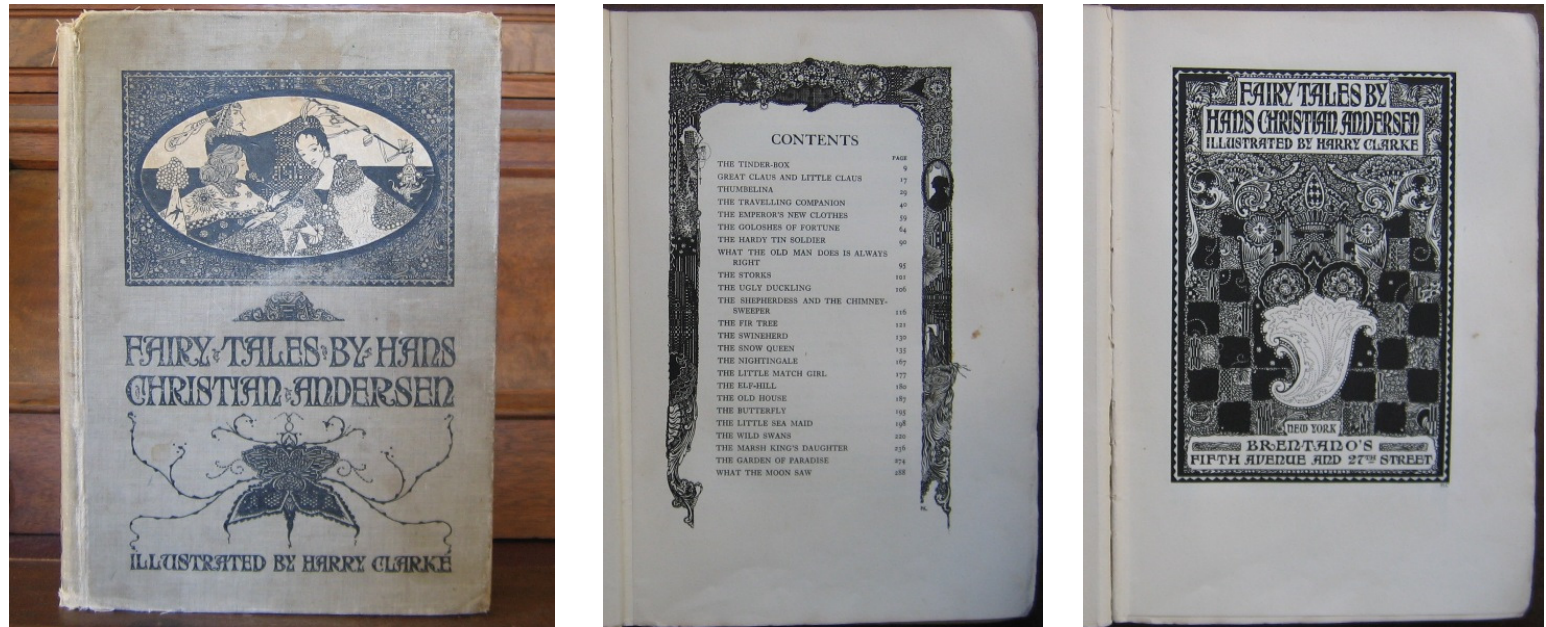 FAIRY TALES BY HANS
CHRISTIAN ANDERSEN
ILLUSTRATED BY HARRY CLARKE
CONTENTS
PAGE
THE TINDER-BOX 9
GREAT CLAUS AND LITTLE CLAUS 17
THUMBELINA 29
THE TRAVELLING COMPANION 40
THE EMPEROR'S NEW CLOTHES 59
THE GOLOSHES OF FORTUNE 64
THE HARDY TIN SOLDIER 90
WHAT THE OLD MAN DOES IS ALWAYS
RIGHT 95
THE STORKS 101
THE UGLY DUCKLING 106
THE SHEPHERDESS AND THE CHIMNEY-
SWEEPER 116
THE FIR TREE 121
THE SWINEHERD 130
THE SNOW QUEEN 135
THE NIGHTINGALE 167
THE LITTLE MATCH GIRL 177
THE ELF-HILL 180
THE OLD HOUSE 187
THE BUTTERFLY 195
THE LITTLE SEA MAID 198
THE WILD SWANS 220
THE MARSH KING'S DAUGHTER 236
THE GARDEN OF PARADISE 274
WHAT THE MOON SAW 288
FAIRY TALES BY
HANS CHRISTIAN ANDERSEN
ILLUSTRATED BY HARRY CLARKE
NEW YORK
BRENTANO'S
FIFTH AVENUE AND 27TH STREET